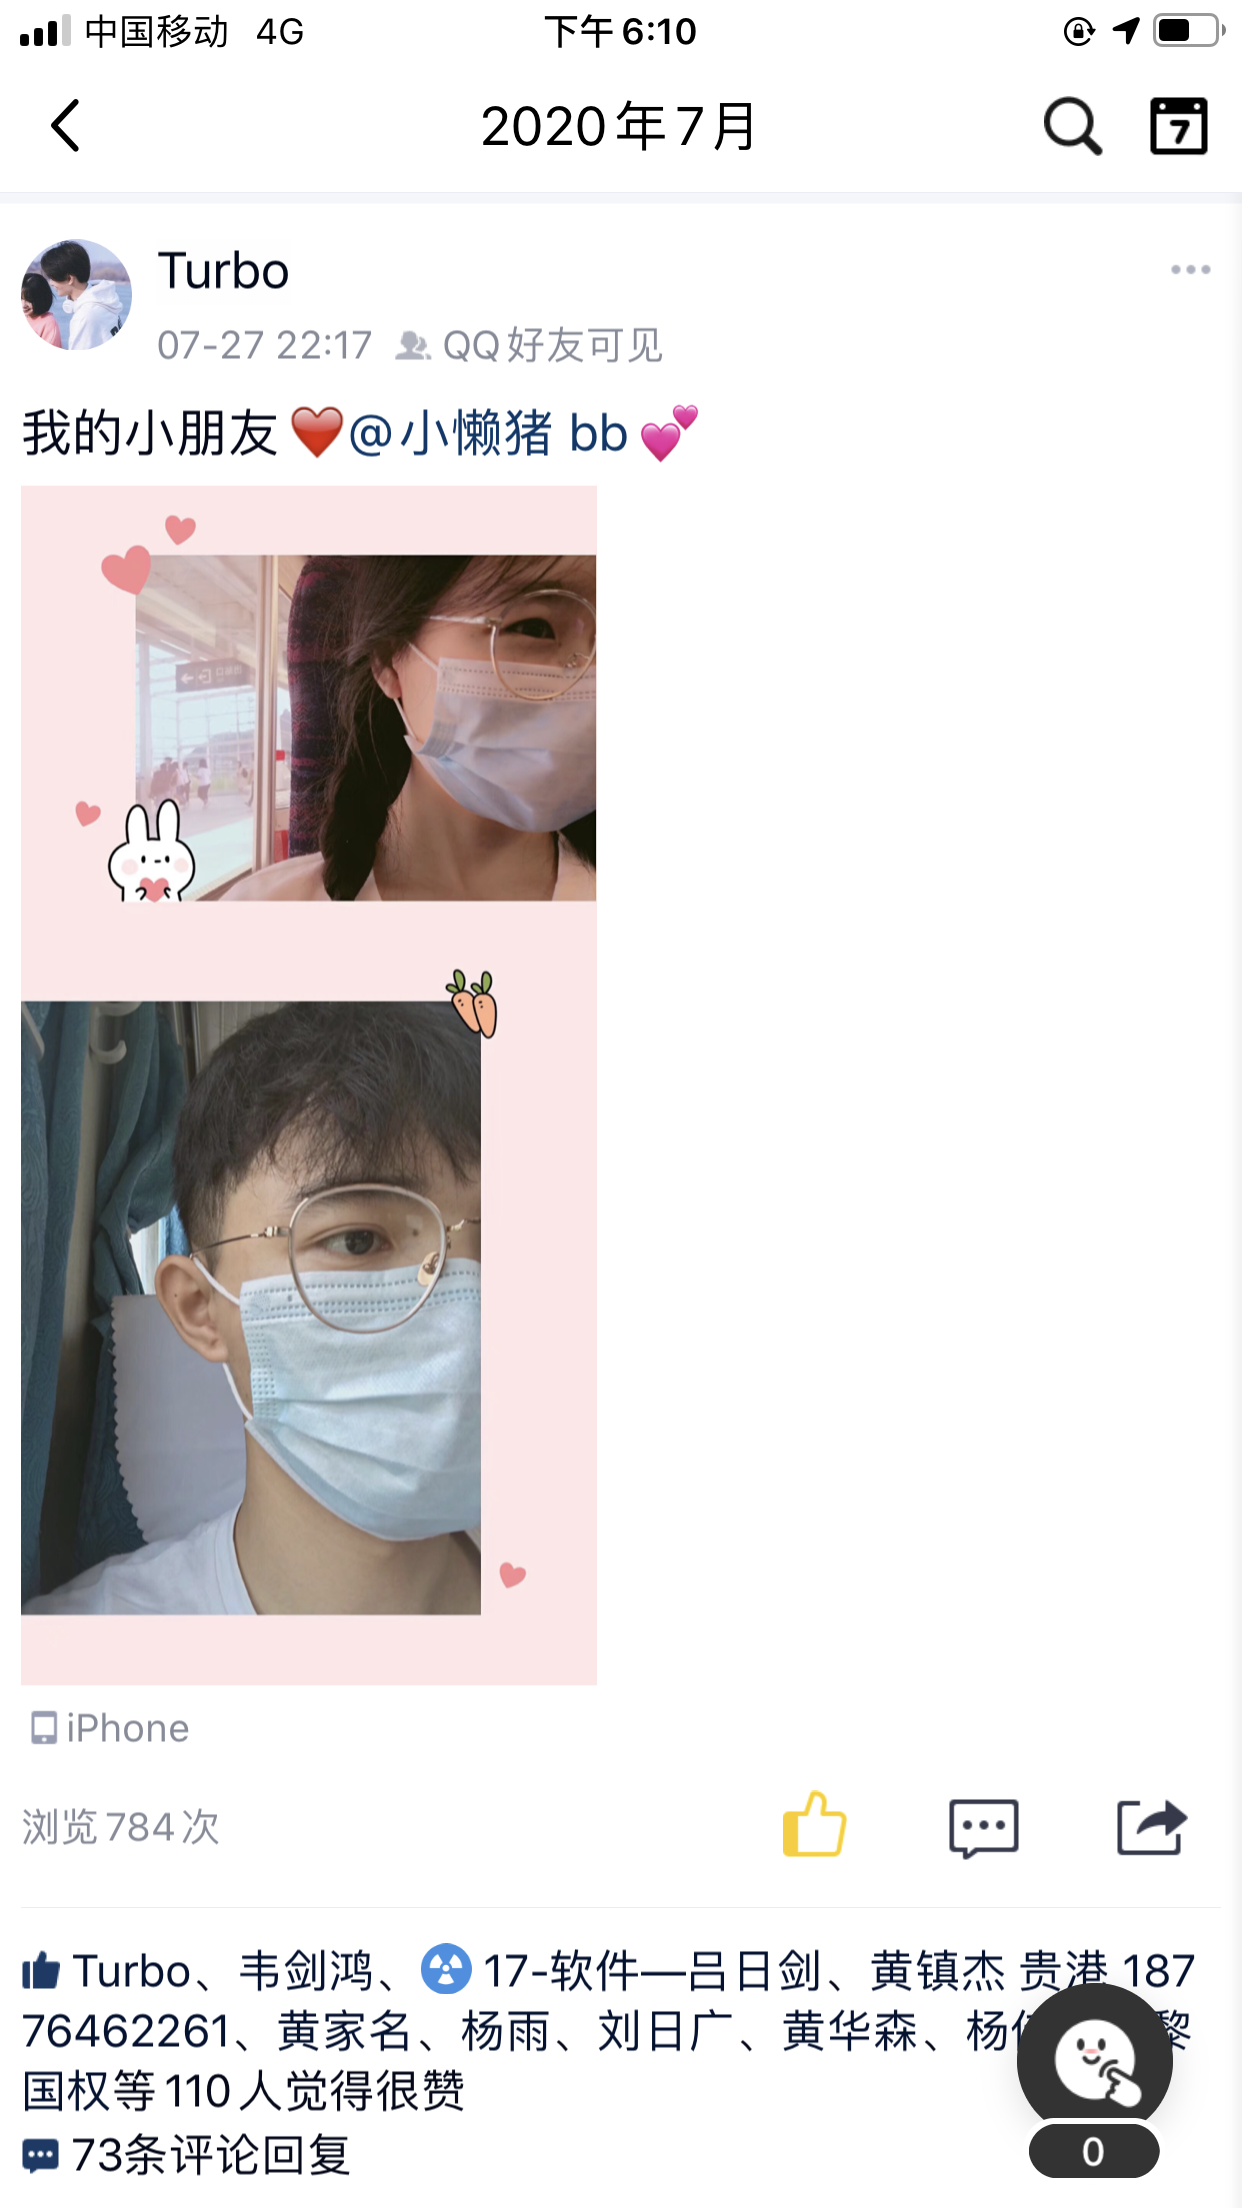 中国移动 4G 下午6:10
2020年7月
7
Turbo
07-27 22:17 QQ好友可见
我的小朋友❤️@小懒猪 bb💕
iPhone
浏览784次
Turbo、韦剑鸿、☢17-软件—吕日剑、黄镇杰 贵港 187
76462261、黄家名、杨雨、刘日广、黄华森、杨 黎
国权等110人觉得很赞
73条评论回复
0